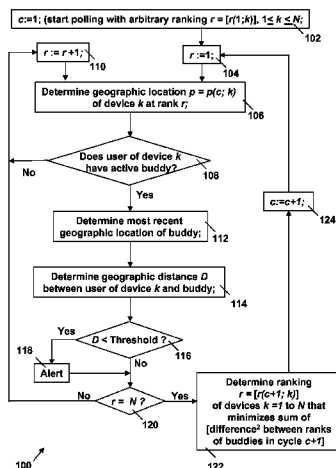 c:=1; (start polling with arbitrary ranking r = [r(1;k)], 1≤ k ≤ N;
102
r := r+1;
110
r :=1;
104
Determine geographic location p = p(c; k)
of device k at rank r;
106
Does user of device k
have active buddy?
108
No
Yes
c:=c+1;
124
Determine most recent
geographic location of buddy;
112
Determine geographic distance D
between user of device k and buddy;
114
D < Threshold ?
116
Yes
118
Alert
No
r = N ?
120
No
Yes
Determine ranking
r = [r(c+1; k)]
of devices k =1 to N that
minimizes sum of
[difference² between ranks
of buddies in cycle c+1]
122
100